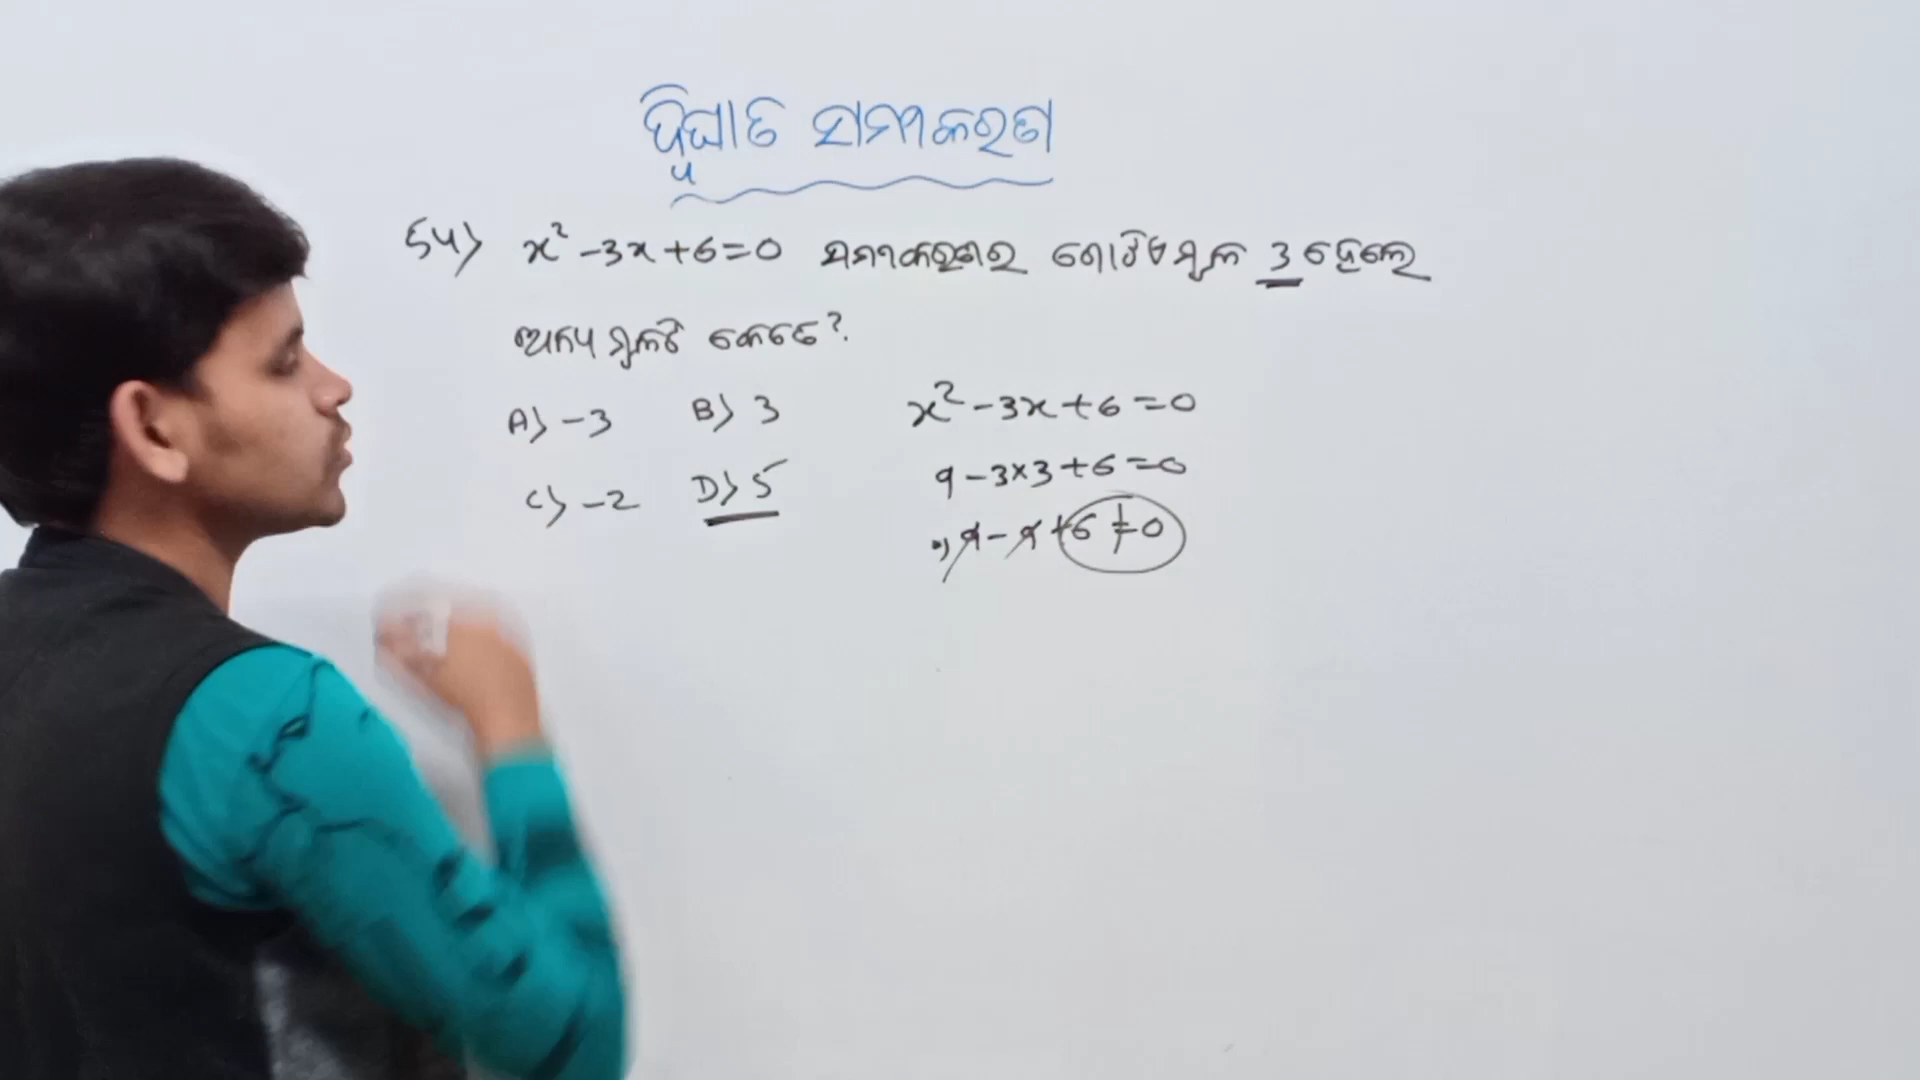 ଦ୍ବିଘାତ ସମୀକରଣ
54) x² -3x+6=0 ସମୀକରଣର ଗୋଟିଏ ମୂଳ 3 ହେଲେ
ଅନ୍ୟ ମୂଳଟି କେତେ?
A) -3 B) 3
C) -2 D) 5
x² -3x+6=0
9-3×3+6=0
⇒ 9-9+6≠0